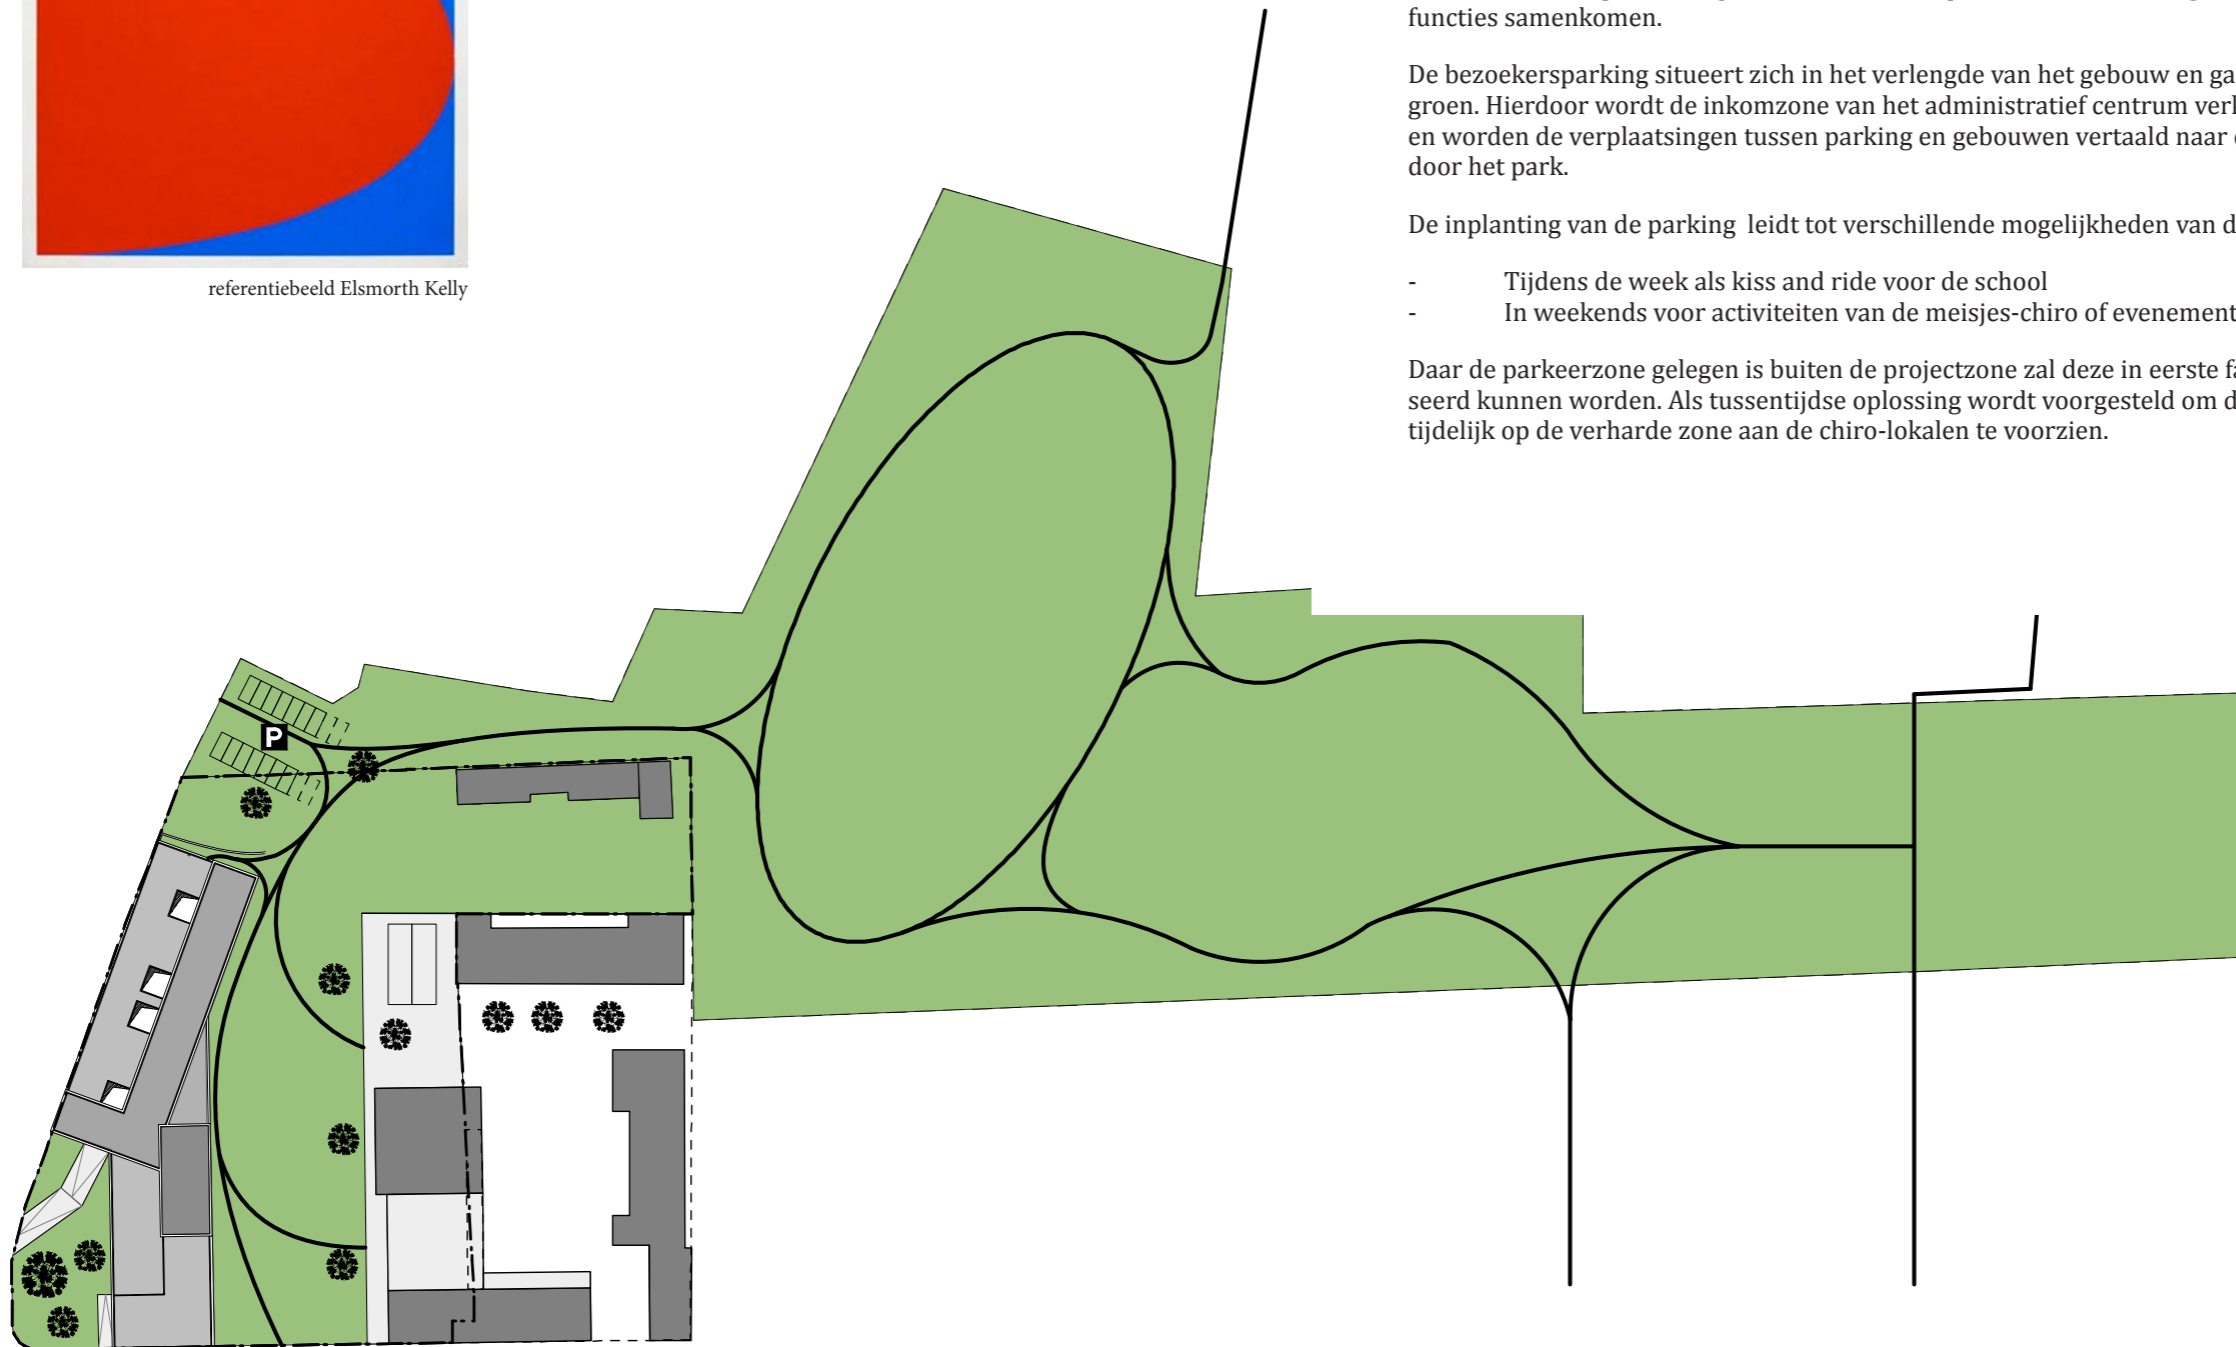 functies samenkomen.
De bezoekersparking situeert zich in het verlengde van het gebouw en
groen. Hierdoor wordt de inkomzone van het administratief centrum
en worden de verplaatsingen tussen parking en gebouwen vertaald naar
door het park.
De inplanting van de parking leidt tot verschillende mogelijkheden van
- Tijdens de week als kiss and ride voor de school
- In weekends voor activiteiten van de meisjes-chiro of
Daar de parkeerzone gelegen is buiten de projectzone zal deze in eerste
seerd kunnen worden. Als tussentijdse oplossing wordt voorgesteld om
tijdelijk op de verharde zone aan de chiro-lokalen te voorzien.
referentiebeeld Elsmorth Kelly
P